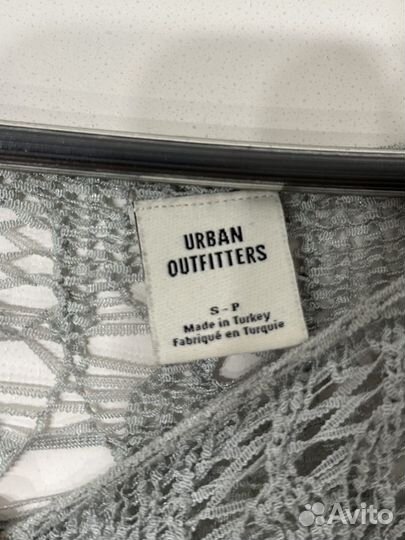 URBAN
OUTFITTERS
S - P
Made in Turkey
Fabriqué en Turquie
Avito